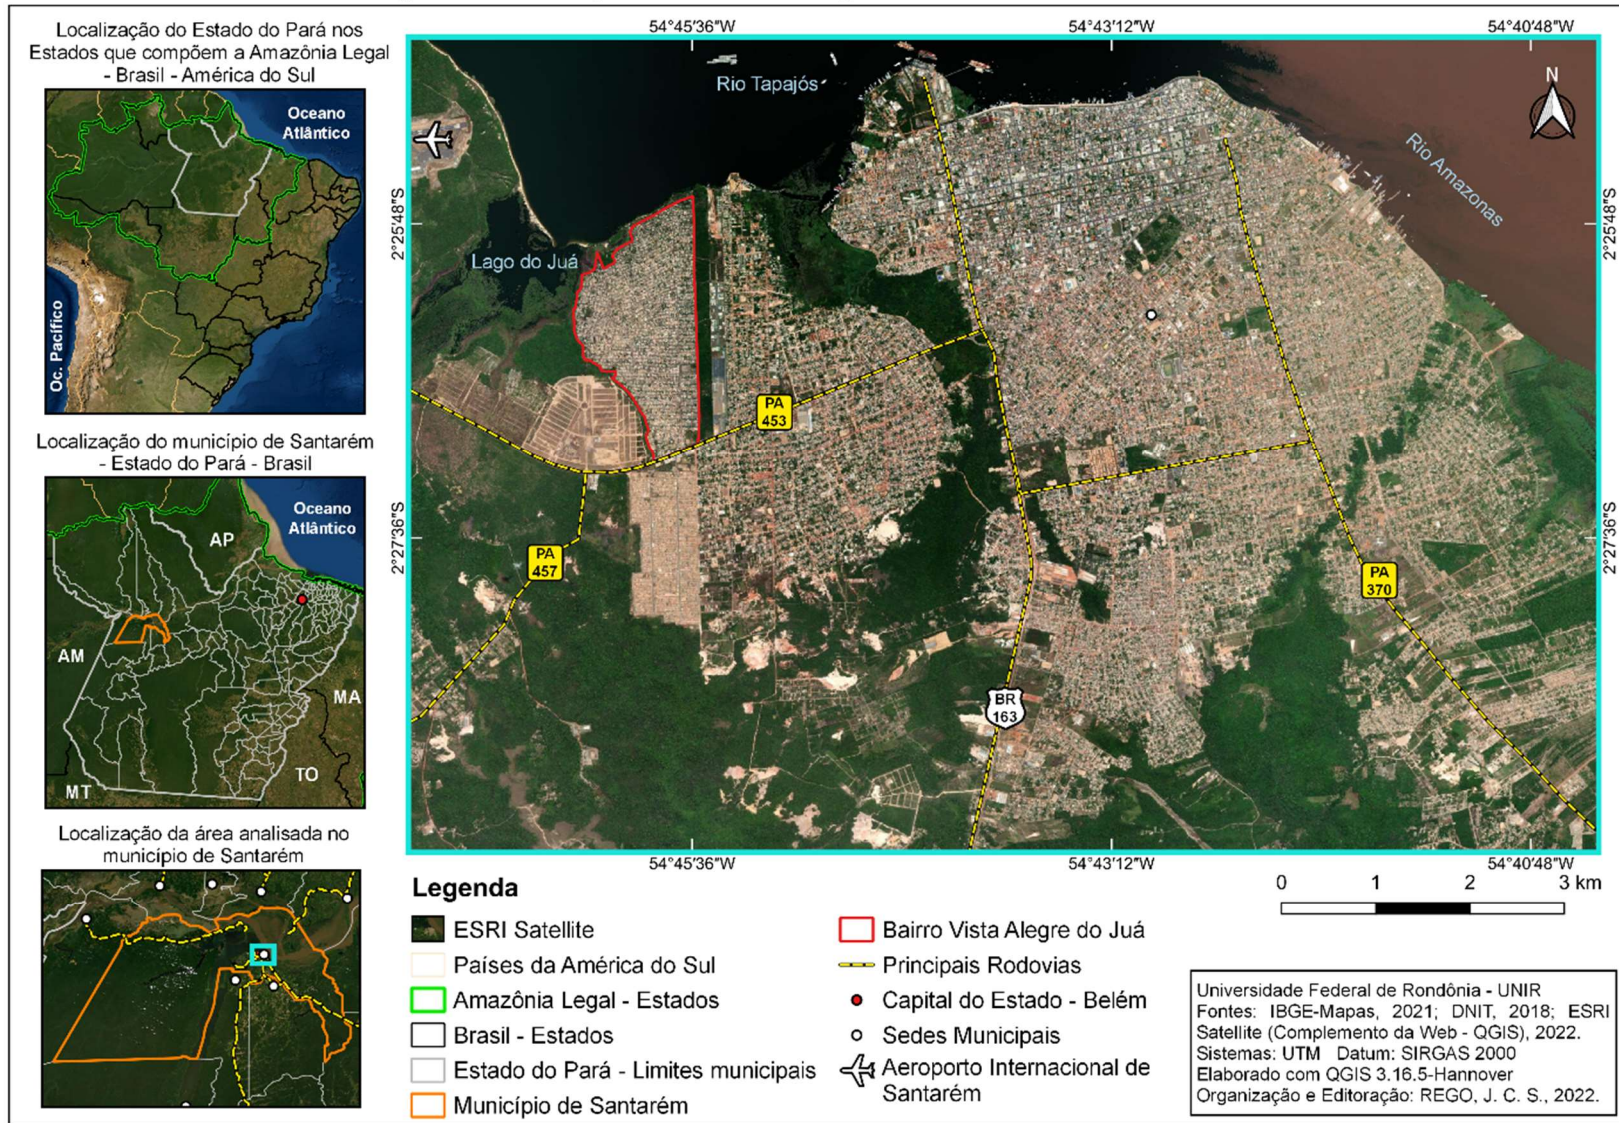 Localização do Estado do Pará nos
Estados que compõem a Amazônia Legal
- Brasil - América do Sul
Oceano
Atlântico
Oc. Pacífico
Localização do município de Santarém
- Estado do Pará - Brasil
Oceano
Atlântico
AP
AM
MA
TO
MT
Localização da área analisada no
município de Santarém
54°45'36"W
54°43'12"W
54°40'48"W
Rio Tapajós
N
Rio Amazonas
2°25'48"S
2°25'48"S
Lago do Juá
PA
453
2°27'36"S
2°27'36"S
PA
457
PA
370
BR
163
54°45'36"W
54°43'12"W
54°40'48"W
0 1 2 3 km
Legenda
ESRI Satellite
Países da América do Sul
Amazônia Legal - Estados
Brasil - Estados
Estado do Pará - Limites municipais
Município de Santarém
Bairro Vista Alegre do Juá
Principais Rodovias
Capital do Estado - Belém
Sedes Municipais
Aeroporto Internacional de
Santarém
Universidade Federal de Rondônia - UNIR
Fontes: IBGE-Mapas, 2021; DNIT, 2018; ESRI
Satellite (Complemento da Web - QGIS), 2022.
Sistemas: UTM Datum: SIRGAS 2000
Elaborado com QGIS 3.16.5-Hannover
Organização e Editoração: REGO, J. C. S., 2022.